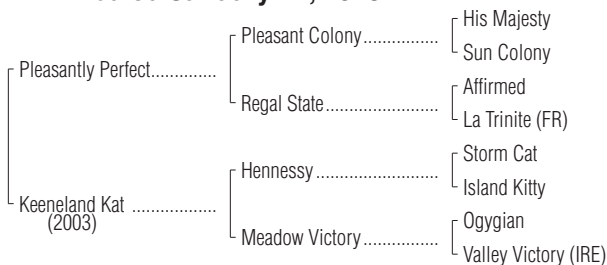 His Majesty
Pleasant Colony
Sun Colony
Pleasantly Perfect
Affirmed
Regal State
La Trinite (FR)
Storm Cat
Hennessy
Island Kitty
Keeneland Kat
(2003)
Ogygian
Meadow Victory
Valley Victory (IRE)